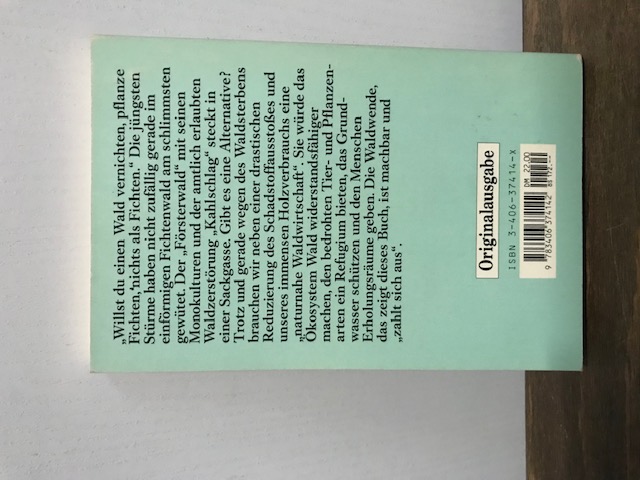 „Willst du einen Wald vernichten, pflanze
Fichten, nichts als Fichten.“ Die jüngsten
Stürme haben nicht zufällig gerade im
einförmigen Fichtenwald am schlimmsten
gewütet. Der „Försterwald“ mit seinen
Monokulturen und der amtlich erlaubten
Waldzerstörung „Kahlschlag“ steckt in
einer Sackgasse. Gibt es eine Alternative?
Trotz und gerade wegen des Waldsterbens
brauchen wir neben einer drastischen
Reduzierung des Schadstoffausstoßes und
unseres immensen Holzverbrauchs eine
„naturnahe Waldwirtschaft“. Sie würde das
Ökosystem Wald widerstandsfähiger
machen, den bedrohten Tier- und Pflanzen-
arten ein Refugium bieten, das Grund-
wasser schützen und den Menschen
Erholungsräume geben. Die Waldwende,
das zeigt dieses Buch, ist machbar und
„zahlt sich aus“.
Originalausgabe
ISBN 3-406-37414-X
DM 22.00
9 783406 374142